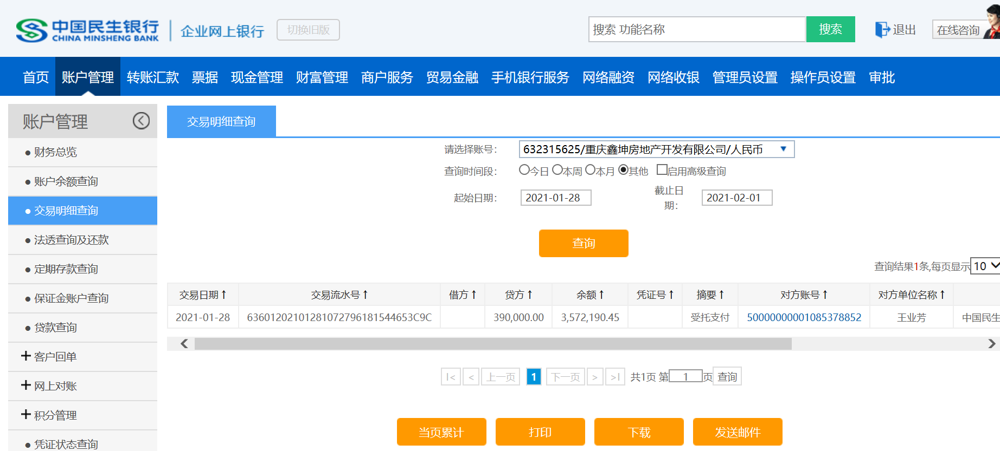 中国民生银行
CHINA MINSHENG BANK
企业网上银行
切换旧版
搜索 功能名称
搜索
退出
在线咨询
首页 账户管理 转账汇款 票据 现金管理 财富管理 商户服务 贸易金融 手机银行服务 网络融资 网络收银 管理员设置 操作员设置 审批
账户管理
财务总览
账户余额查询
交易明细查询
法透查询及还款
定期存款查询
保证金账户查询
贷款查询
客户回单
网上对账
积分管理
凭证状态查询
交易明细查询
请选择账号： 632315625/重庆鑫坤房地产开发有限公司/人民币
查询时间段： 今日 本周 本月 其他 启用高级查询
起始日期： 2021-01-28 截止日期： 2021-02-01
查询
查询结果1条,每页显示 10
交易日期↑ 交易流水号↑ 借方↑ 贷方↑ 余额↑ 凭证号↑ 摘要↑ 对方账号↑ 对方单位名称↑
2021-01-28 63601202101281072796181544653C9C 390,000.00 3,572,190.45 受托支付 50000000001085378852 王业芳 中国民生
|< < 上一页 1 下一页 > >| 共1页 第 1 页 查询
当页累计 打印 下载 发送邮件